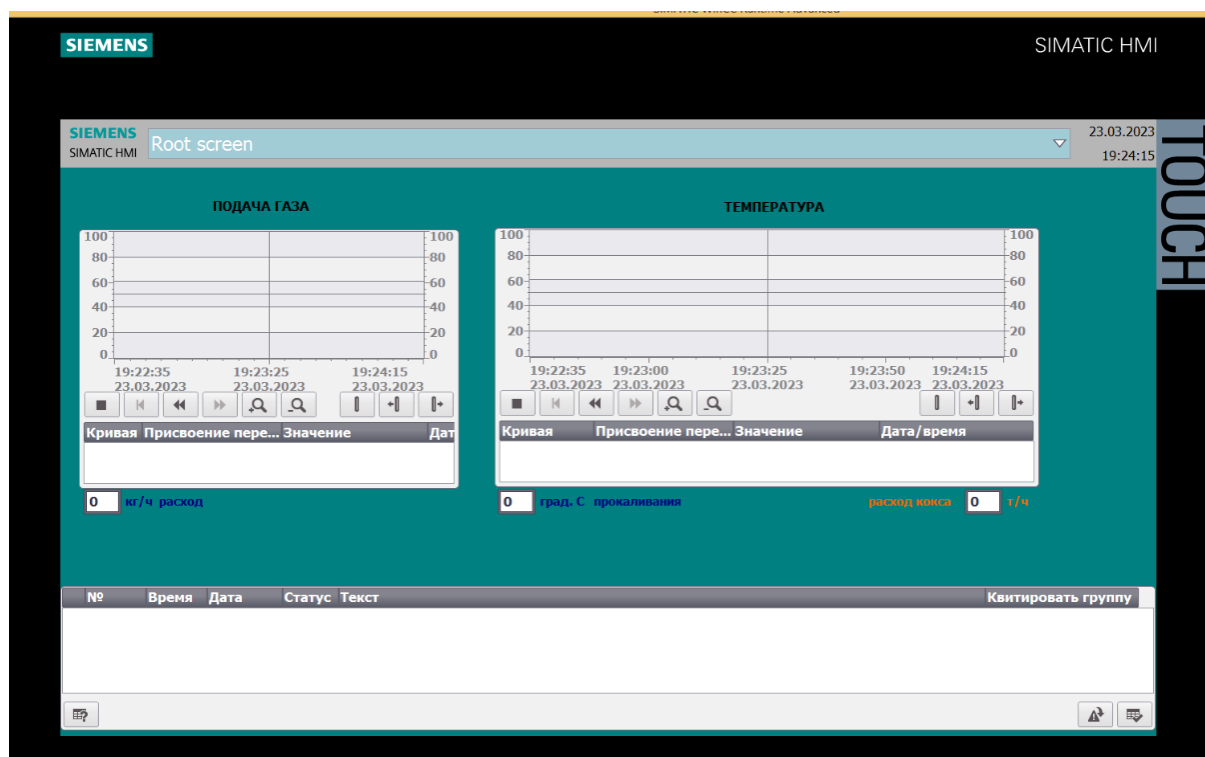 SIMATIC WinCC Runtime Advanced
SIEMENS
SIMATIC HMI
TOUCH
SIEMENS
SIMATIC HMI
Root screen
23.03.2023
19:24:15
ПОДАЧА ГАЗА
100 100
80 80
60 60
40 40
20 20
0 0
19:22:35 19:23:25 19:24:15
23.03.2023 23.03.2023 23.03.2023
Кривая Присвоение пере... Значение Дат
0 кг/ч расход
ТЕМПЕРАТУРА
100 100
80 80
60 60
40 40
20 20
0 0
19:22:35 19:23:00 19:23:25 19:23:50 19:24:15
23.03.2023 23.03.2023 23.03.2023 23.03.2023 23.03.2023
Кривая Присвоение пере... Значение Дата/время
0 град. С прокаливания расход кокса 0 т/ч
№ Время Дата Статус Текст Квитировать группу